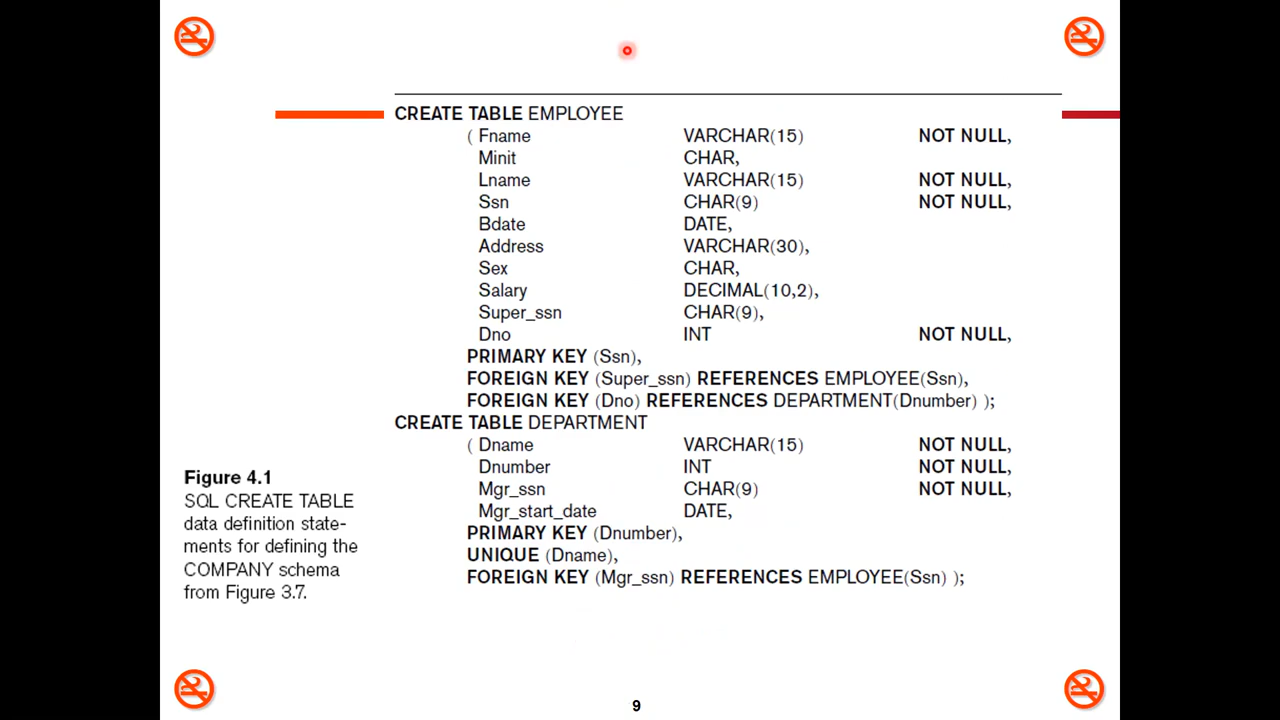 CREATE TABLE EMPLOYEE
( Fname VARCHAR(15) NOT NULL,
Minit CHAR,
Lname VARCHAR(15) NOT NULL,
Ssn CHAR(9) NOT NULL,
Bdate DATE,
Address VARCHAR(30),
Sex CHAR,
Salary DECIMAL(10,2),
Super_ssn CHAR(9),
Dno INT NOT NULL,
PRIMARY KEY (Ssn),
FOREIGN KEY (Super_ssn) REFERENCES EMPLOYEE(Ssn),
FOREIGN KEY (Dno) REFERENCES DEPARTMENT(Dnumber) );
CREATE TABLE DEPARTMENT
( Dname VARCHAR(15) NOT NULL,
Dnumber INT NOT NULL,
Mgr_ssn CHAR(9) NOT NULL,
Mgr_start_date DATE,
PRIMARY KEY (Dnumber),
UNIQUE (Dname),
FOREIGN KEY (Mgr_ssn) REFERENCES EMPLOYEE(Ssn) );
Figure 4.1
SQL CREATE TABLE
data definition state-
ments for defining the
COMPANY schema
from Figure 3.7.
9